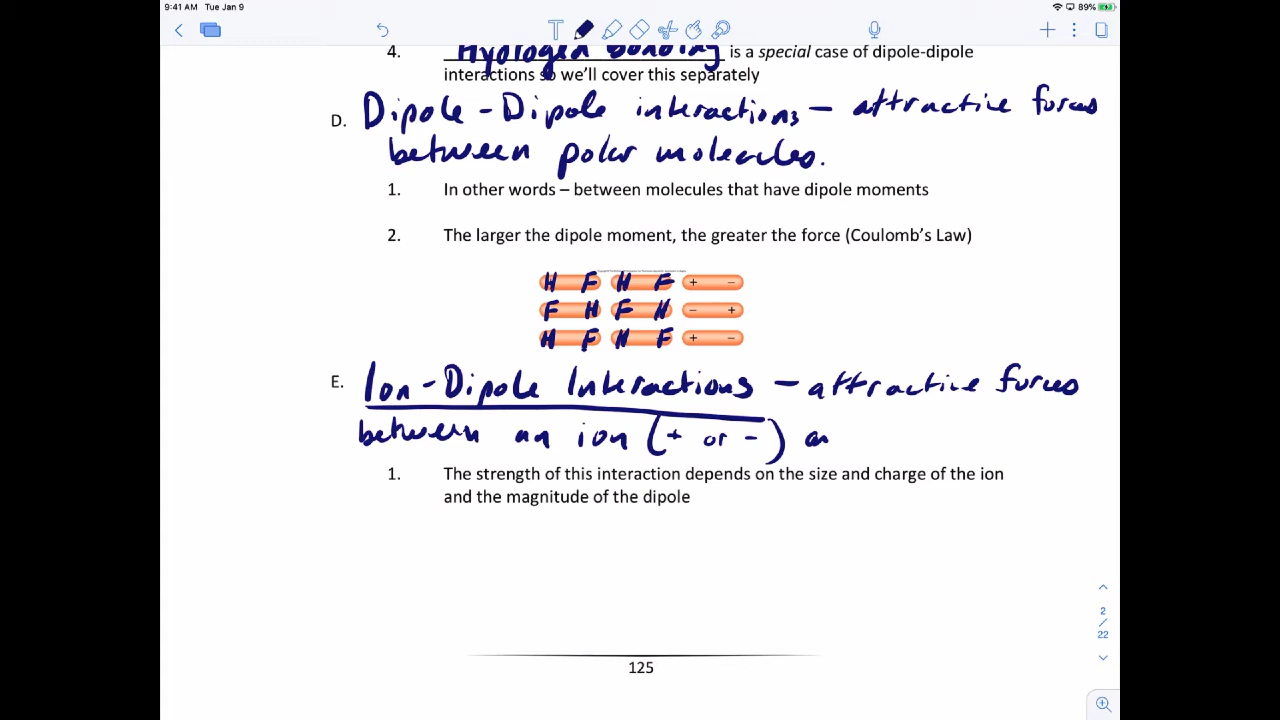 9:41 AM Tue Jan 9
89%
T
4. Hydrogen bonding is a special case of dipole-dipole
interactions so we'll cover this separately
D. Dipole-Dipole interactions – attractive forces
between polar molecules.
1. In other words – between molecules that have dipole moments
2. The larger the dipole moment, the greater the force (Coulomb's Law)
H F H F + –
F H F H – +
H F H F + –
E. Ion-Dipole Interactions – attractive forces
between an ion (+ or -) a
1. The strength of this interaction depends on the size and charge of the ion
and the magnitude of the dipole
2
/
22
125